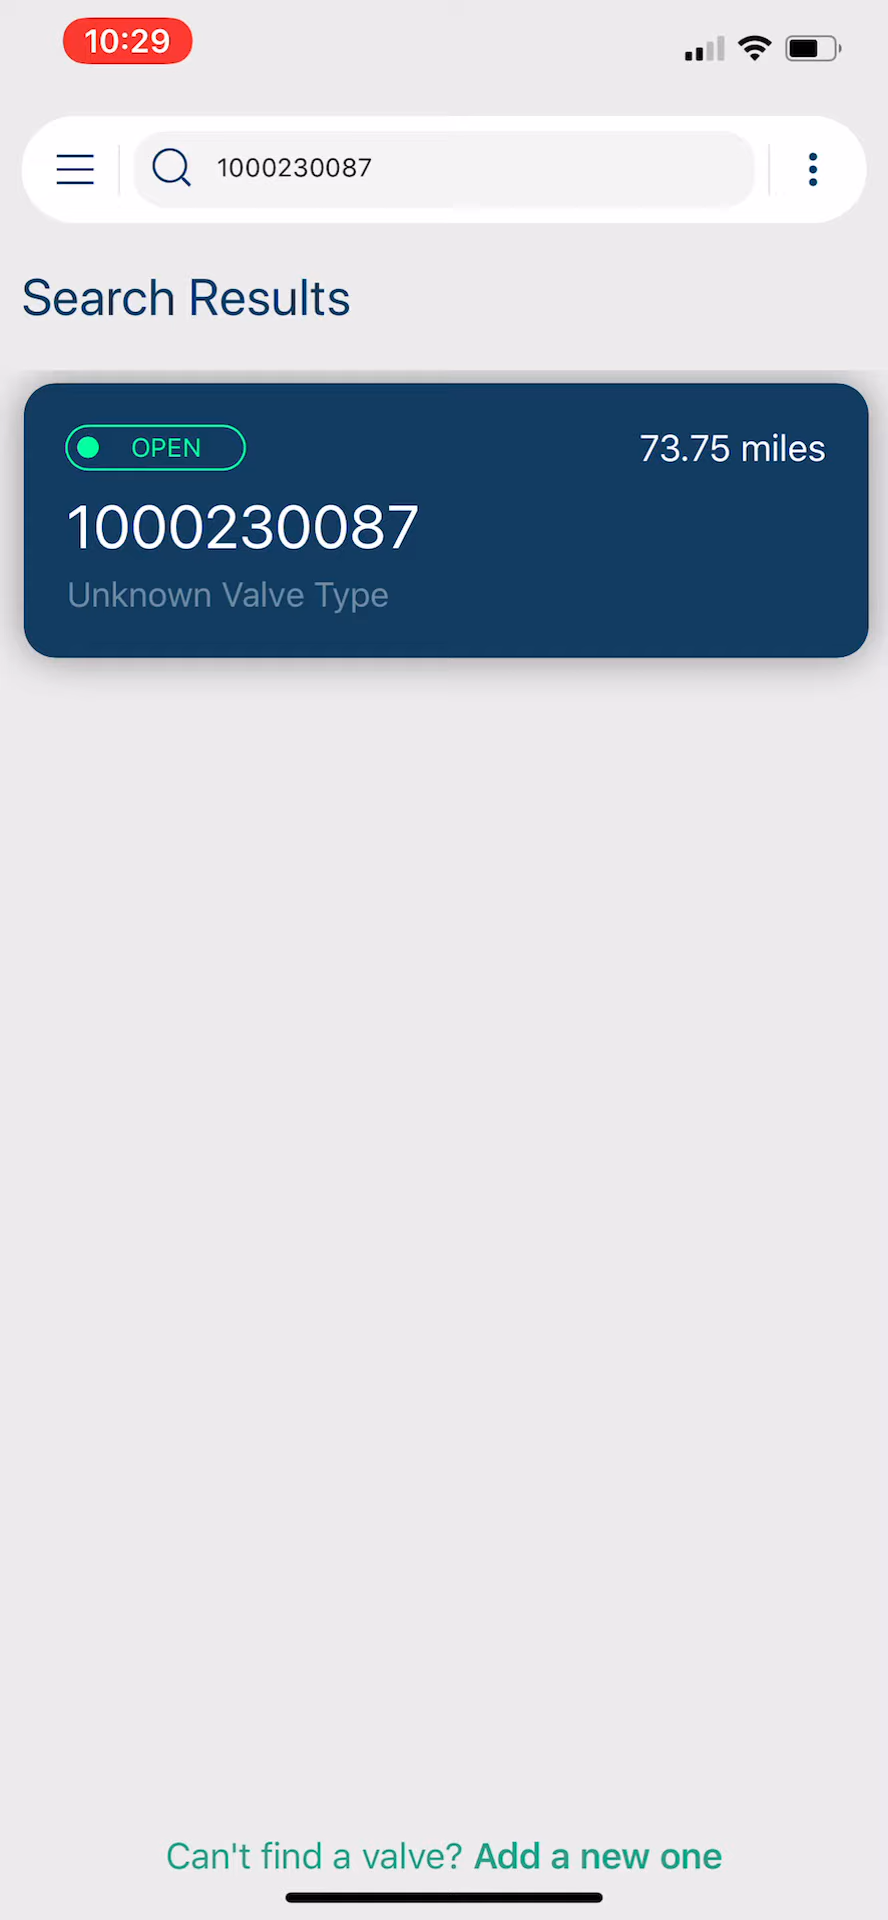 10:29
1000230087
Search Results
OPEN
73.75 miles
1000230087
Unknown Valve Type
Can't find a valve? Add a new one